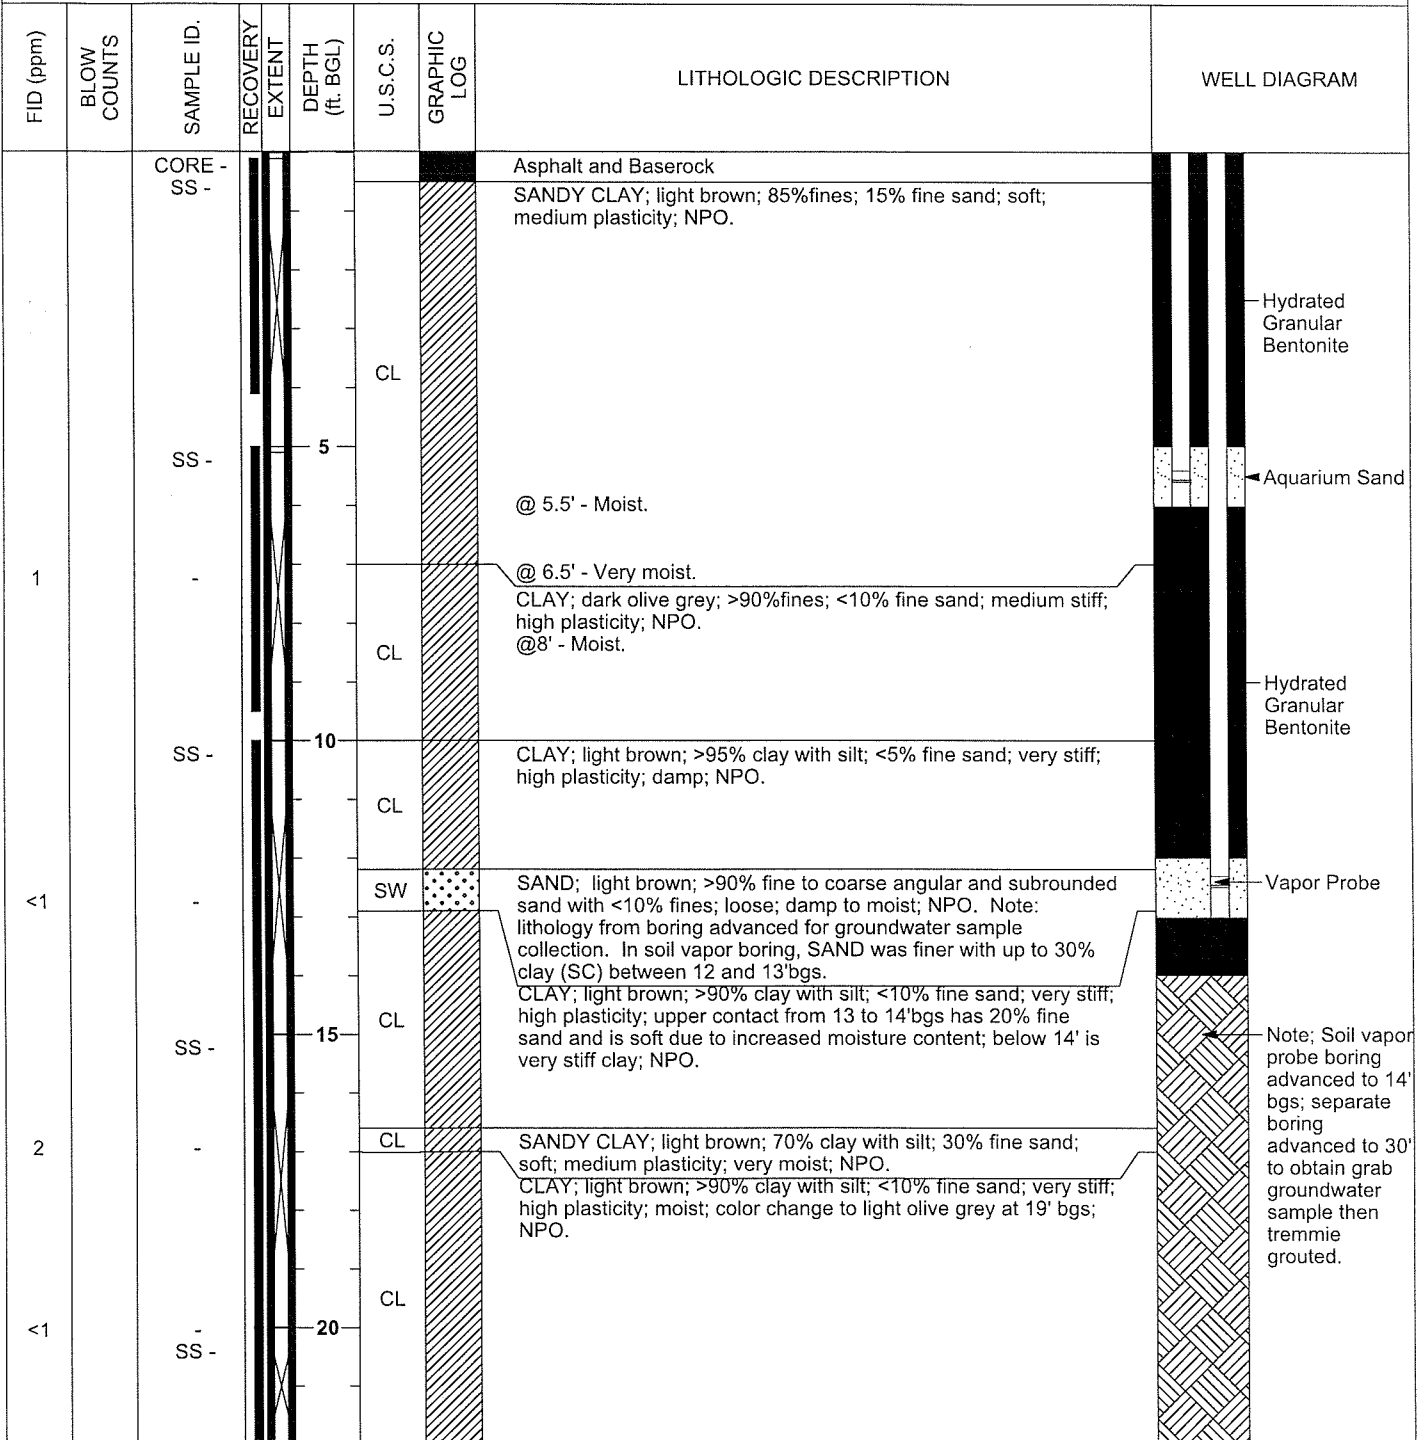 FID (ppm)
BLOW
COUNTS
SAMPLE ID.
RECOVERY
EXTENT
DEPTH
(ft. BGL)
U.S.C.S.
GRAPHIC
LOG
LITHOLOGIC DESCRIPTION
WELL DIAGRAM
CORE -
SS -
Asphalt and Baserock
SANDY CLAY; light brown; 85%fines; 15% fine sand; soft;
medium plasticity; NPO.
Hydrated
Granular
Bentonite
CL
SS -
5
Aquarium Sand
@ 5.5' - Moist.
1
-
@ 6.5' - Very moist.
CLAY; dark olive grey; >90%fines; <10% fine sand; medium stiff;
high plasticity; NPO.
@8' - Moist.
CL
Hydrated
Granular
Bentonite
SS -
10
CLAY; light brown; >95% clay with silt; <5% fine sand; very stiff;
high plasticity; damp; NPO.
CL
<1
-
SW
SAND;  light brown; >90% fine to coarse angular and subrounded
sand with <10% fines; loose; damp to moist; NPO.  Note:
lithology from boring advanced for groundwater sample
collection.  In soil vapor boring, SAND was finer with up to 30%
clay (SC) between 12 and 13'bgs.
Vapor Probe
CLAY; light brown; >90% clay with silt; <10% fine sand; very stiff;
high plasticity; upper contact from 13 to 14'bgs has 20% fine
sand and is soft due to increased moisture content; below 14' is
very stiff clay; NPO.
CL
SS -
15
Note; Soil vapor
probe boring
advanced to 14'
bgs; separate
boring
advanced to 30'
to obtain grab
groundwater
sample then
tremmie
grouted.
2
-
CL
SANDY CLAY; light brown; 70% clay with silt; 30% fine sand;
soft; medium plasticity; very moist; NPO.
CLAY; light brown; >90% clay with silt; <10% fine sand; very stiff;
high plasticity; moist; color change to light olive grey at 19' bgs;
NPO.
CL
<1
-
20
SS -